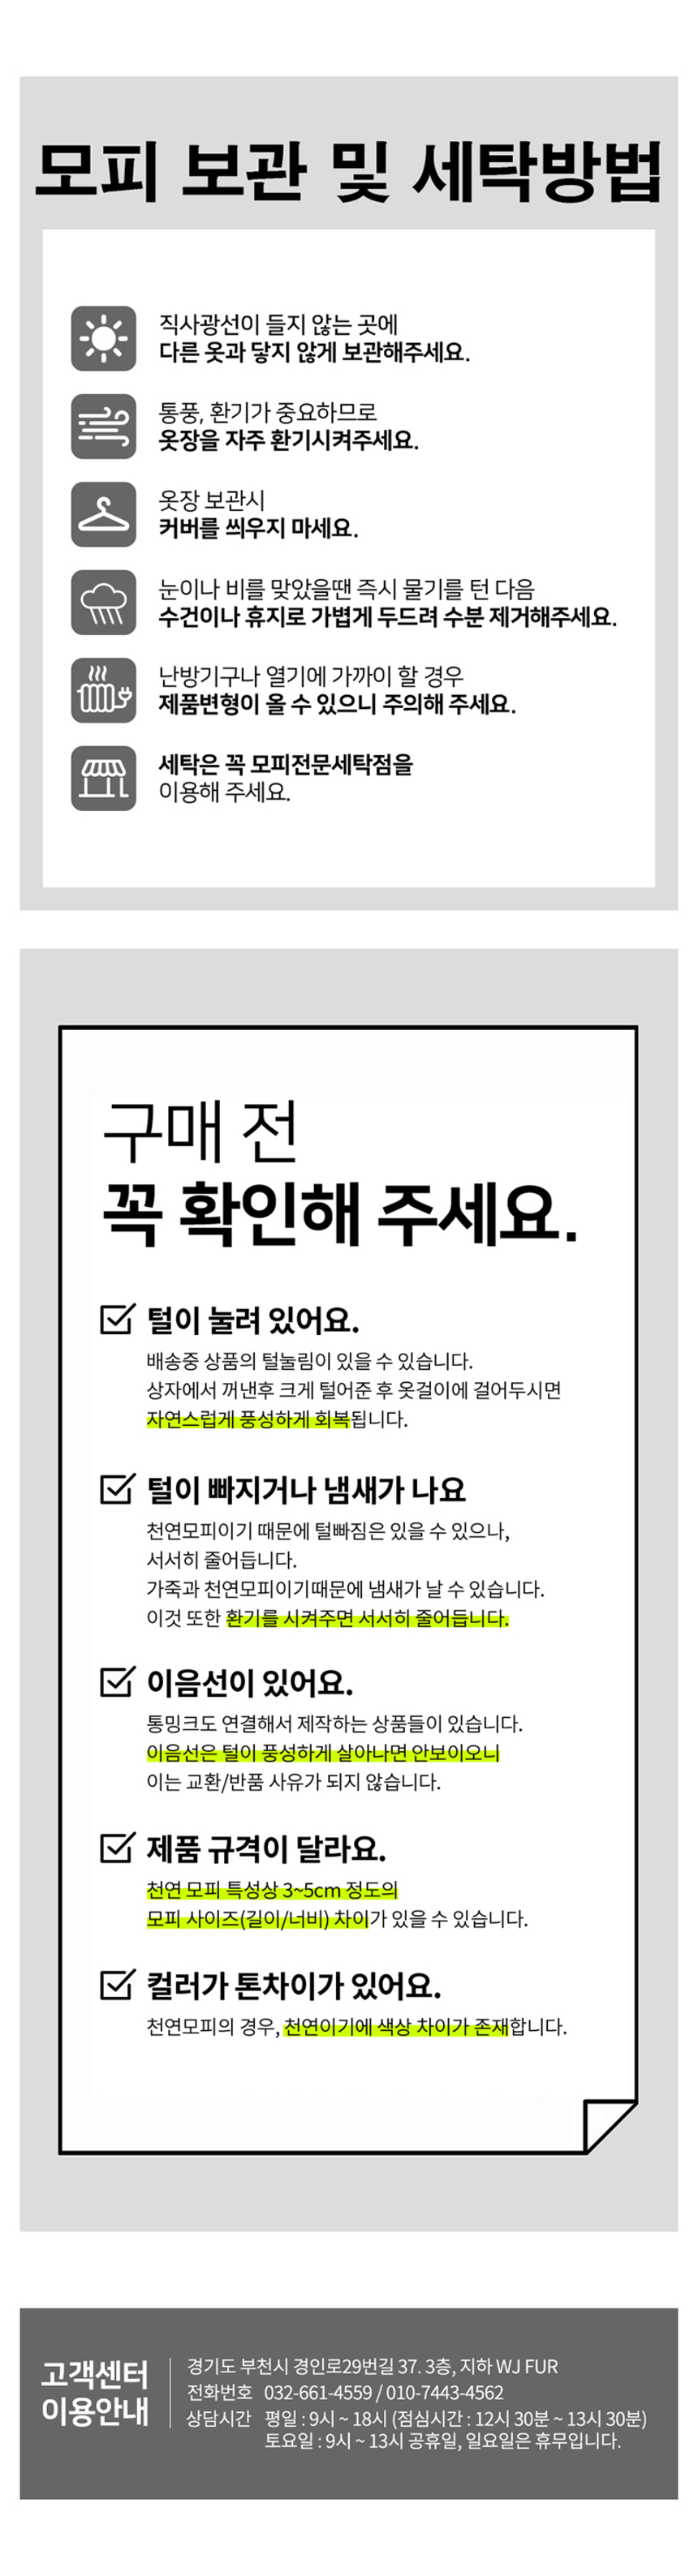 모피 보관 및 세탁방법
직사광선이 들지 않는 곳에
다른 옷과 닿지 않게 보관해주세요.
통풍, 환기가 중요하므로
옷장을 자주 환기시켜주세요.
옷장 보관시
커버를 씌우지 마세요.
눈이나 비를 맞았을땐 즉시 물기를 턴 다음
수건이나 휴지로 가볍게 두드려 수분 제거해주세요.
난방기구나 열기에 가까이 할 경우
제품변형이 올 수 있으니 주의해 주세요.
세탁은 꼭 모피전문세탁점을
이용해 주세요.
구매 전
꼭 확인해 주세요.
털이 눌려 있어요.
배송중 상품의 털눌림이 있을 수 있습니다.
상자에서 꺼낸후 크게 털어준 후 옷걸이에 걸어두시면
자연스럽게 풍성하게 회복됩니다.
털이 빠지거나 냄새가 나요
천연모피이기 때문에 털빠짐은 있을 수 있으나,
서서히 줄어듭니다.
가죽과 천연모피이기때문에 냄새가 날 수 있습니다.
이것 또한 환기를 시켜주면 서서히 줄어듭니다.
이음선이 있어요.
통밍크도 연결해서 제작하는 상품들이 있습니다.
이음선은 털이 풍성하게 살아나면 안보이오니
이는 교환/반품 사유가 되지 않습니다.
제품 규격이 달라요.
천연 모피 특성상 3~5cm 정도의
모피 사이즈(길이/너비) 차이가 있을 수 있습니다.
컬러가 톤차이가 있어요.
천연모피의 경우, 천연이기에 색상 차이가 존재합니다.
고객센터
이용안내
경기도 부천시 경인로29번길 37. 3층, 지하 WJ FUR
전화번호 032-661-4559 / 010-7443-4562
상담시간 평일 : 9시 ~ 18시 (점심시간 : 12시 30분 ~ 13시 30분)
토요일 : 9시 ~ 13시 공휴일, 일요일은 휴무입니다.